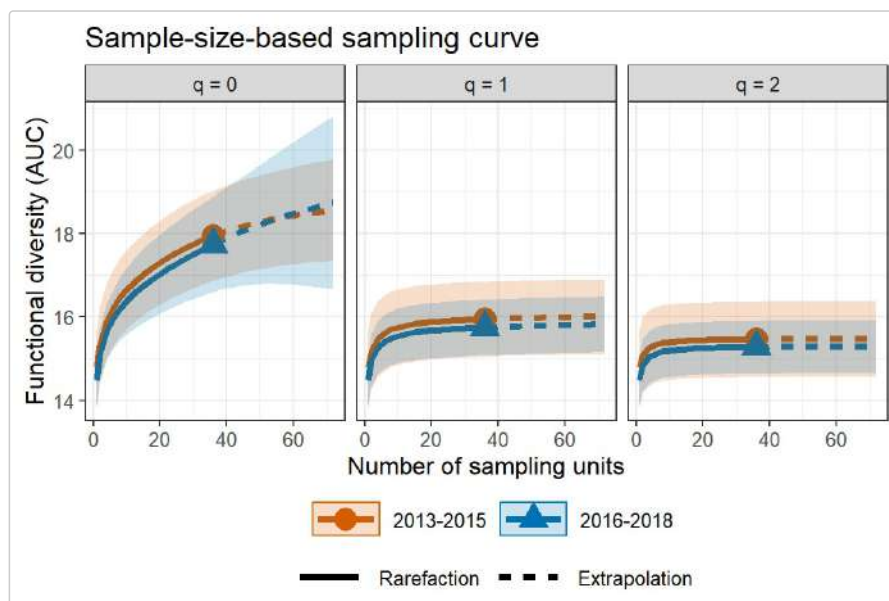 Sample-size-based sampling curve
q = 0 q = 1 q = 2
Functional diversity (AUC)
20
18
16
14
0 20 40 60 0 20 40 60 0 20 40 60
Number of sampling units
2013-2015 2016-2018
Rarefaction Extrapolation